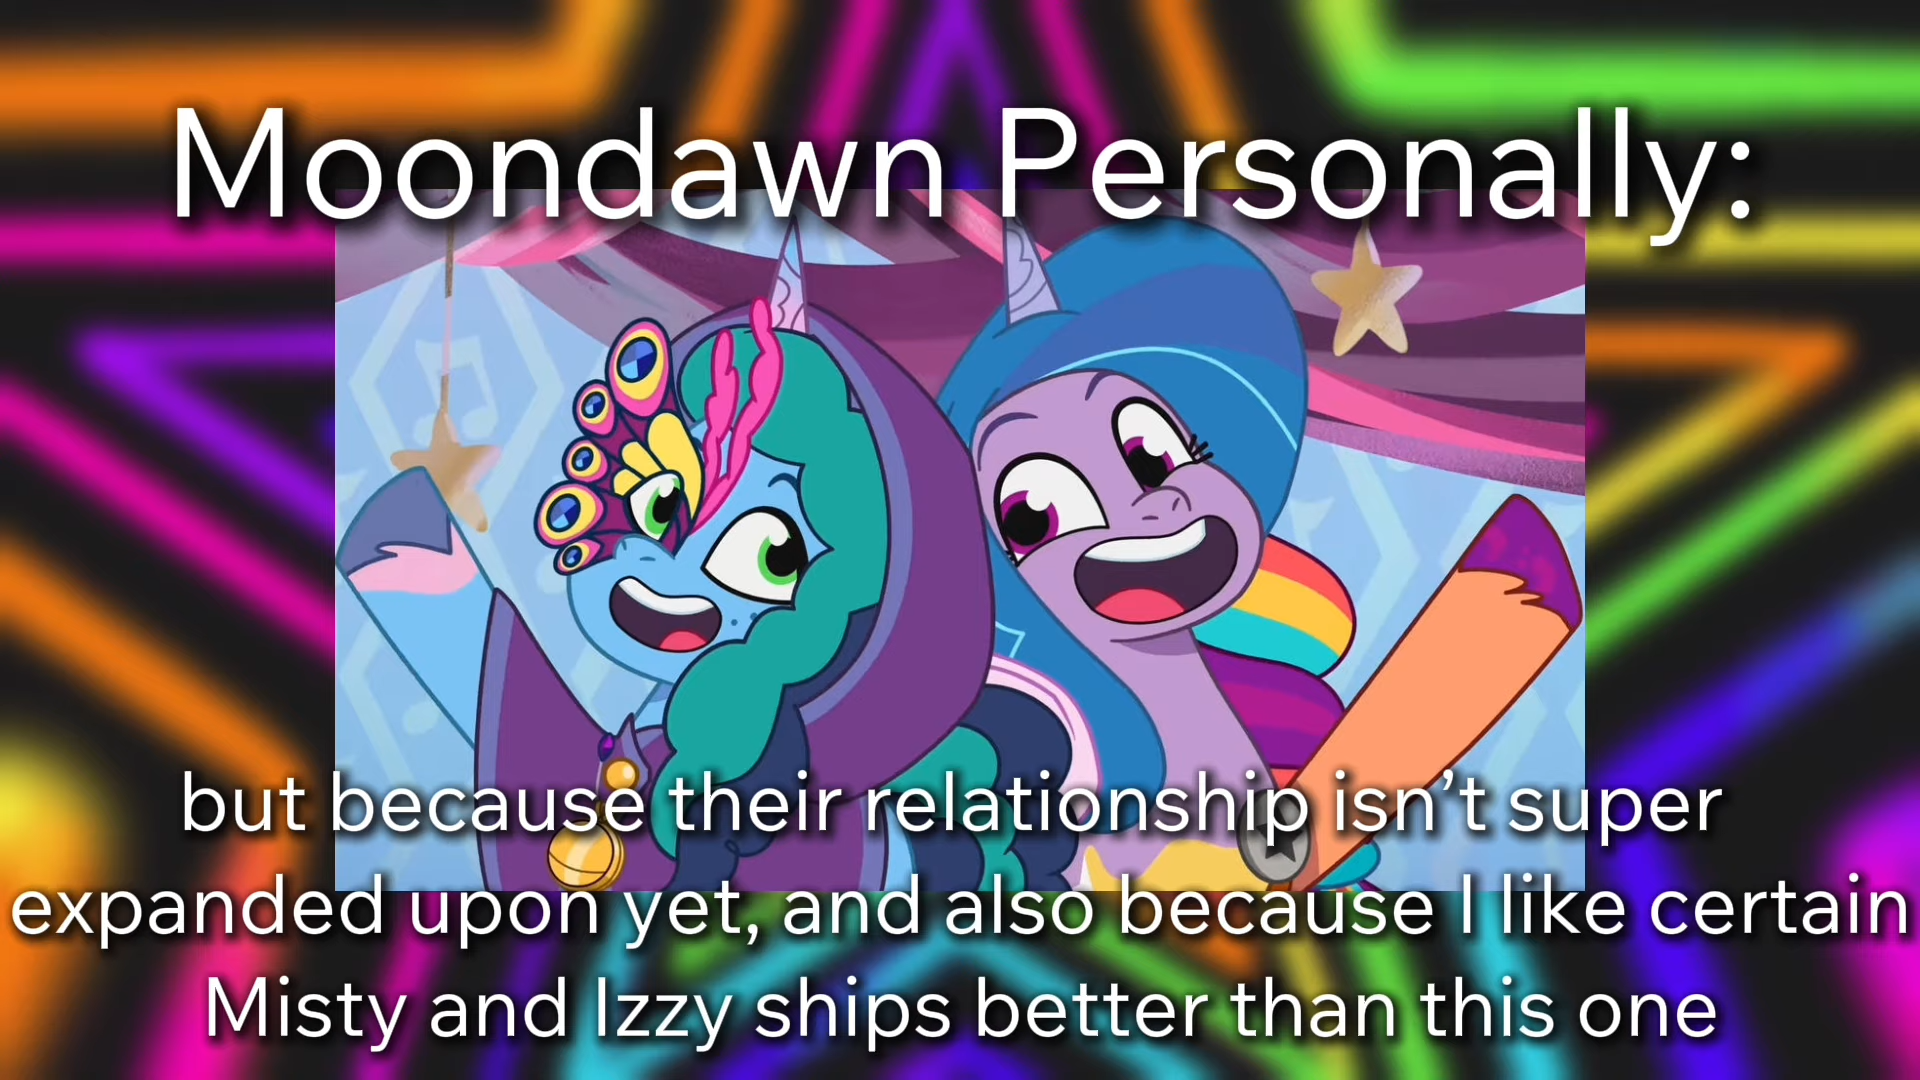 Moondawn Personally:
but because their relationship isn’t super
expanded upon yet, and also because I like certain
Misty and Izzy ships better than this one